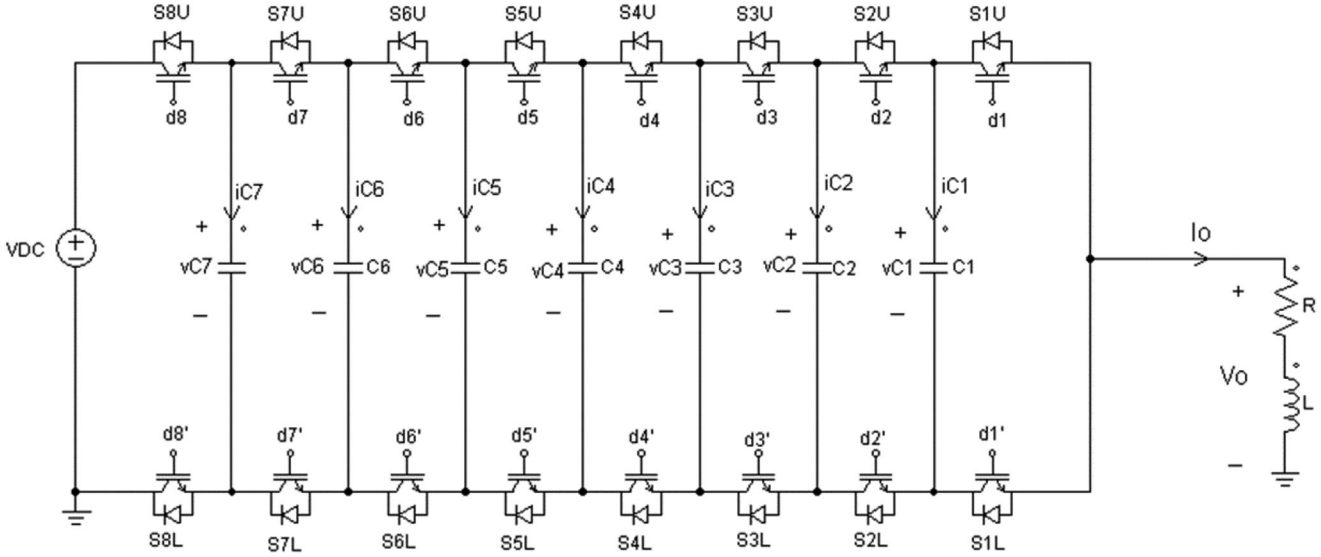 S8U S7U S6U S5U S4U S3U S2U S1U
d8 d7 d6 d5 d4 d3 d2 d1
iC7 iC6 iC5 iC4 iC3 iC2 iC1
+ + + + + + +
Io
VDC
vC7 vC6 C6 vC5 C5 vC4 C4 vC3 C3 vC2 C2 vC1 C1
+
R
− − − − − − −
Vo
L
d8' d7' d6' d5' d4' d3' d2' d1'
−
S8L S7L S6L S5L S4L S3L S2L S1L